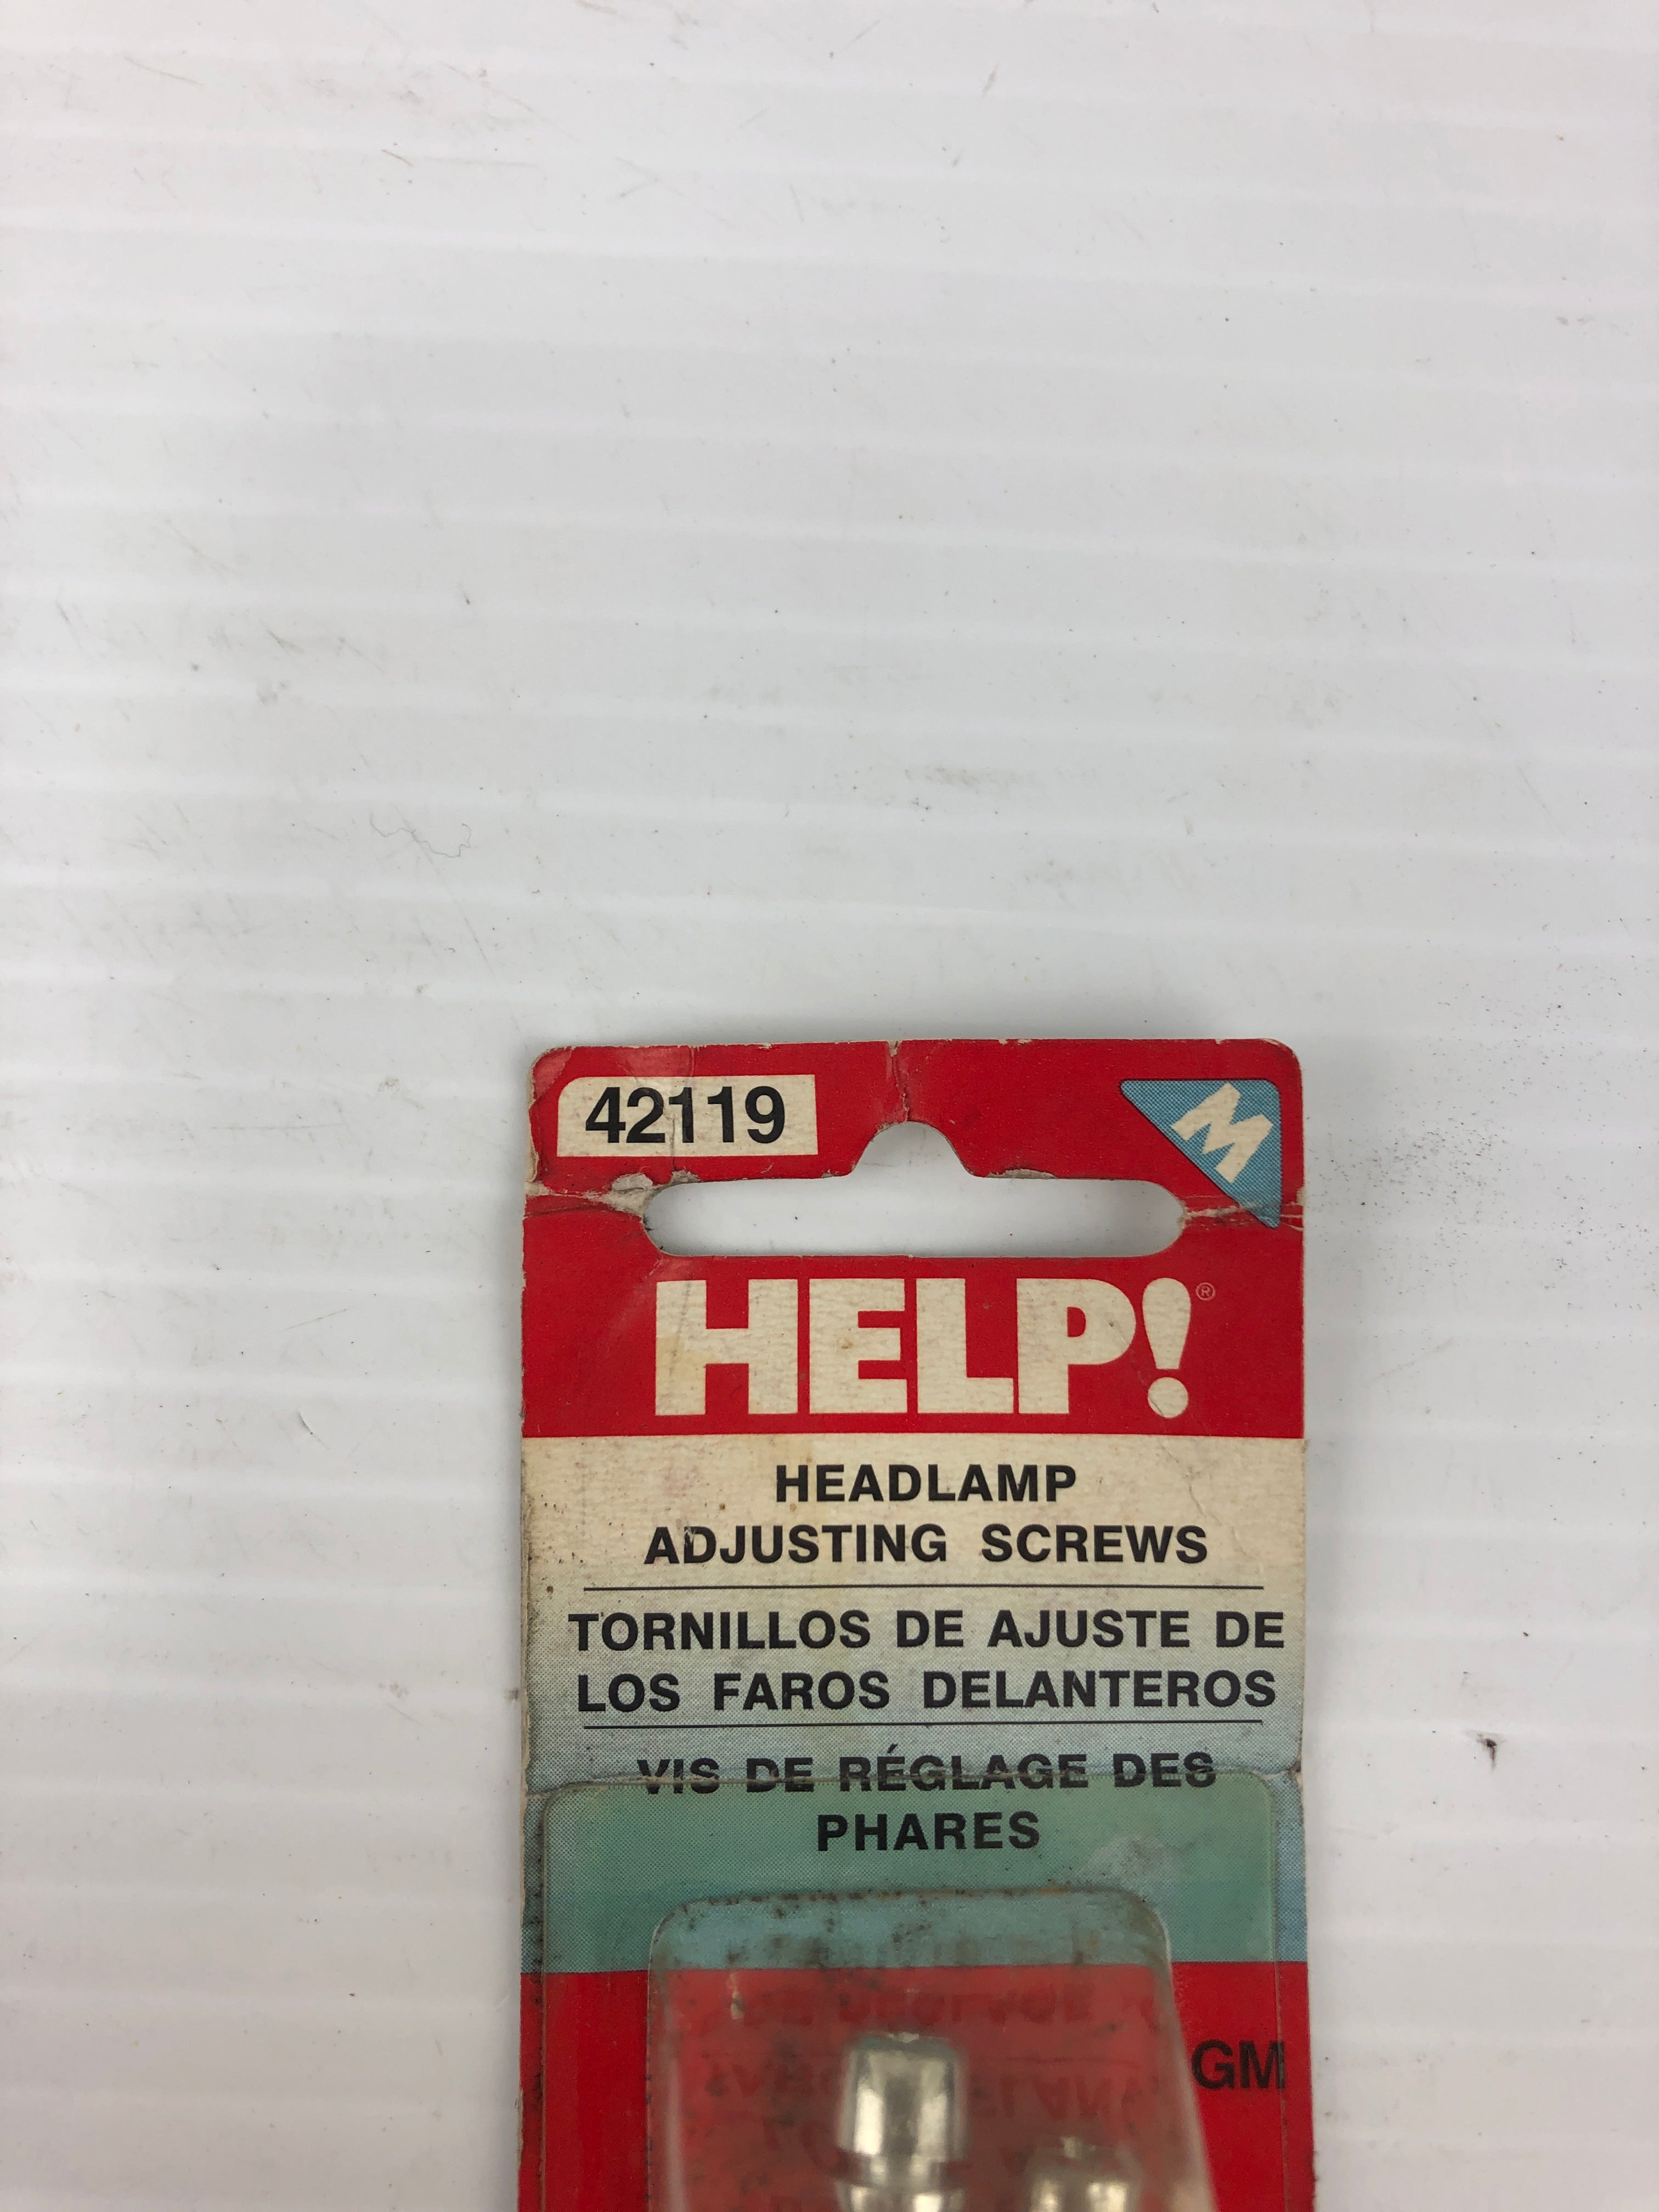 42119
M
HELP!®
HEADLAMP
ADJUSTING SCREWS
TORNILLOS DE AJUSTE DE
LOS FAROS DELANTEROS
VIS DE RÉGLAGE DES
PHARES
GM